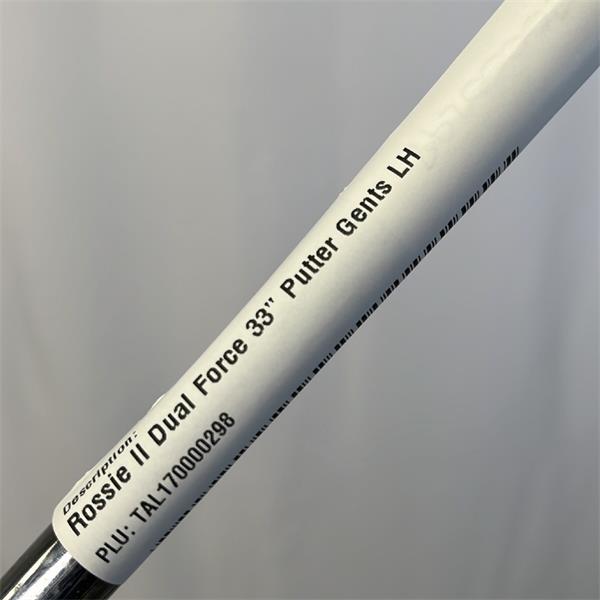 Description:
Rossie II Dual Force 33" Putter Gents LH
PLU: TAL170000298